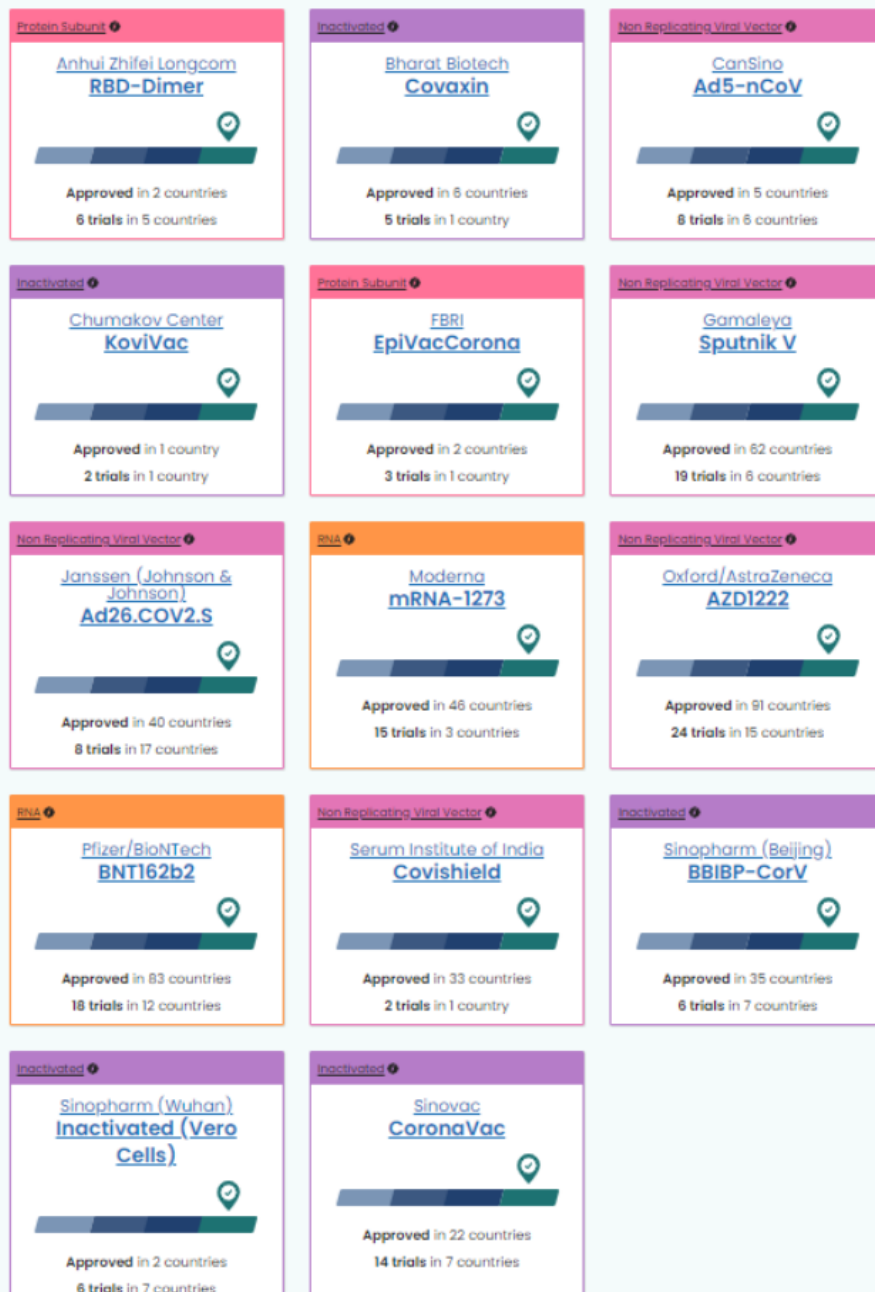 Protein Subunit
Anhui Zhifei Longcom
RBD-Dimer
Approved in 2 countries
6 trials in 5 countries
Inactivated
Bharat Biotech
Covaxin
Approved in 6 countries
5 trials in 1 country
Non Replicating Viral Vector
CanSino
Ad5-nCoV
Approved in 5 countries
8 trials in 6 countries
Inactivated
Chumakov Center
KoviVac
Approved in 1 country
2 trials in 1 country
Protein Subunit
FBRI
EpiVacCorona
Approved in 2 countries
3 trials in 1 country
Non Replicating Viral Vector
Gamaleya
Sputnik V
Approved in 62 countries
19 trials in 6 countries
Non Replicating Viral Vector
Janssen (Johnson &
Johnson)
Ad26.COV2.S
Approved in 40 countries
8 trials in 17 countries
RNA
Moderna
mRNA-1273
Approved in 46 countries
15 trials in 3 countries
Non Replicating Viral Vector
Oxford/AstraZeneca
AZD1222
Approved in 91 countries
24 trials in 15 countries
RNA
Pfizer/BioNTech
BNT162b2
Approved in 83 countries
18 trials in 12 countries
Non Replicating Viral Vector
Serum Institute of India
Covishield
Approved in 33 countries
2 trials in 1 country
Inactivated
Sinopharm (Beijing)
BBIBP-CorV
Approved in 35 countries
6 trials in 7 countries
Inactivated
Sinopharm (Wuhan)
Inactivated (Vero
Cells)
Approved in 2 countries
6 trials in 7 countries
Inactivated
Sinovac
CoronaVac
Approved in 22 countries
14 trials in 7 countries